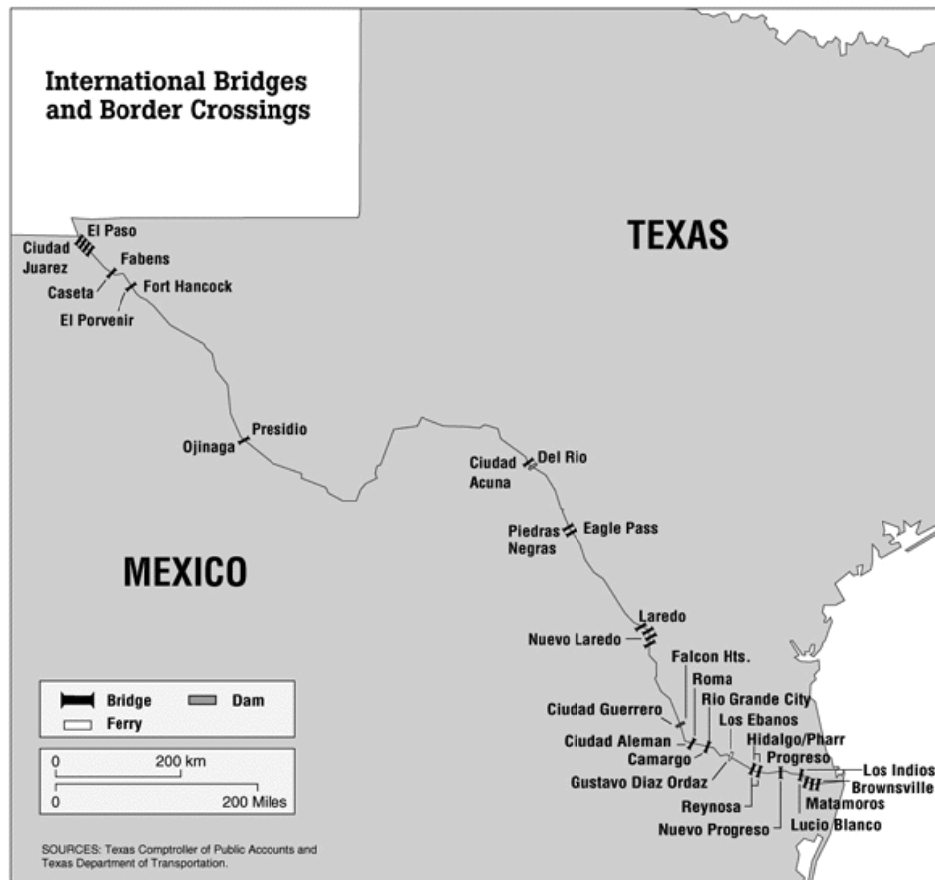 International Bridges
and Border Crossings
TEXAS
El Paso
Ciudad
Juarez
Fabens
Caseta
Fort Hancock
El Porvenir
Presidio
Ojinaga
Ciudad
Acuna
Del Rio
Piedras
Negras
Eagle Pass
MEXICO
Laredo
Nuevo Laredo
Falcon Hts.
Roma
Rio Grande City
Ciudad Guerrero
Los Ebanos
Hidalgo/Pharr
Ciudad Aleman
Camargo
Progreso
Los Indios
Gustavo Diaz Ordaz
Brownsville
Reynosa
Matamoros
Nuevo Progreso
Lucio Blanco
Bridge
Dam
Ferry
0 200 km
0 200 Miles
SOURCES: Texas Comptroller of Public Accounts and
Texas Department of Transportation.